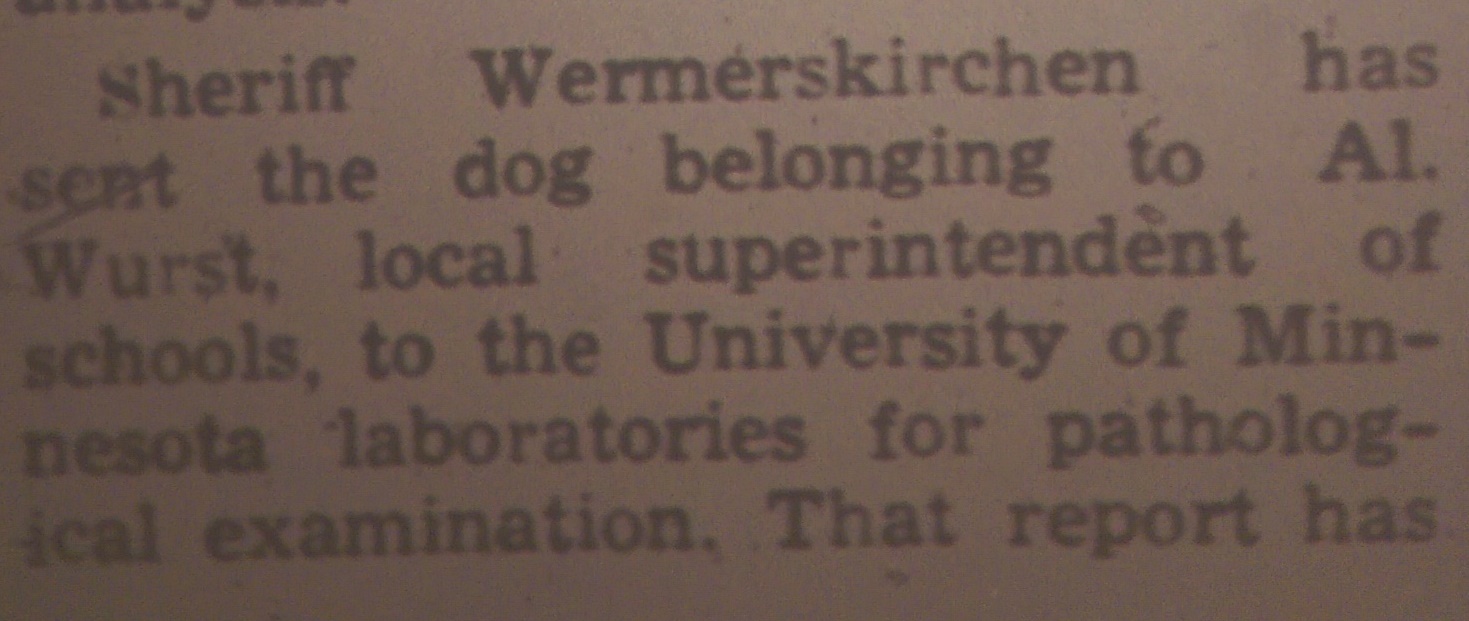 analysis.
Sheriff Wermerskirchen has
sent the dog belonging to Al.
Wurst, local superintendent of
schools, to the University of Min-
nesota laboratories for patholog-
ical examination. That report has